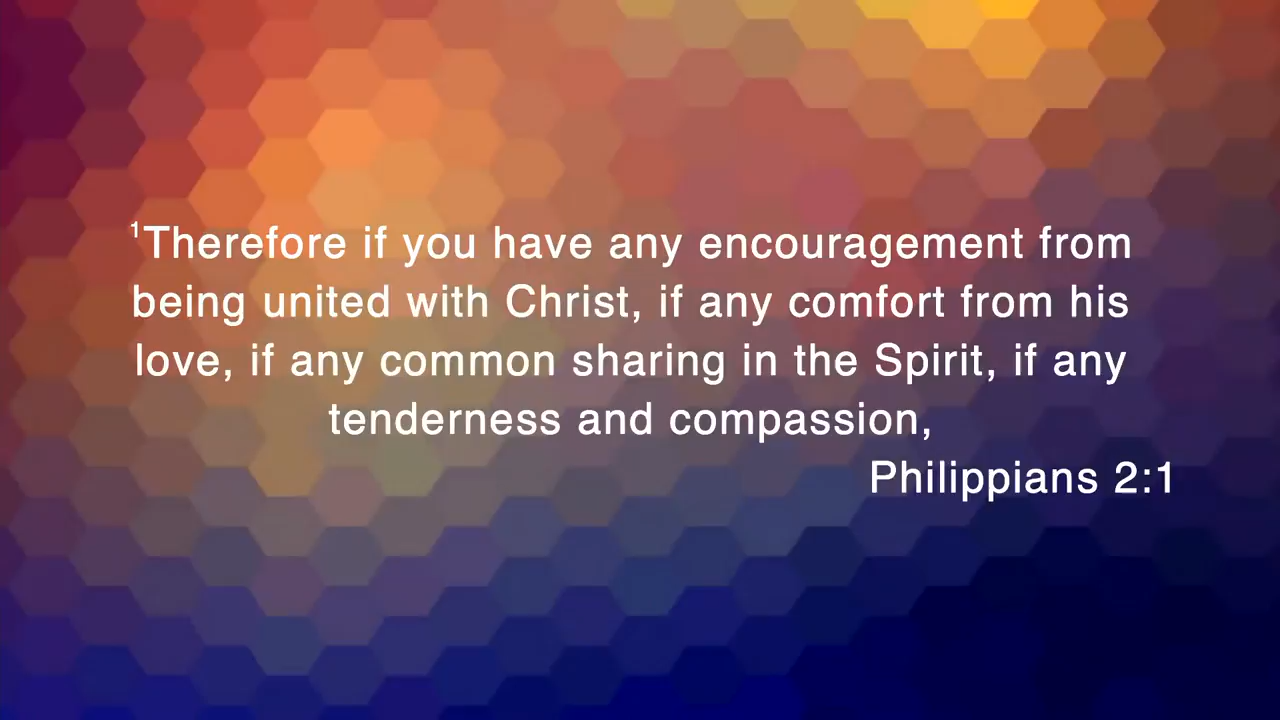 ¹Therefore if you have any encouragement from
being united with Christ, if any comfort from his
love, if any common sharing in the Spirit, if any
tenderness and compassion,
Philippians 2:1